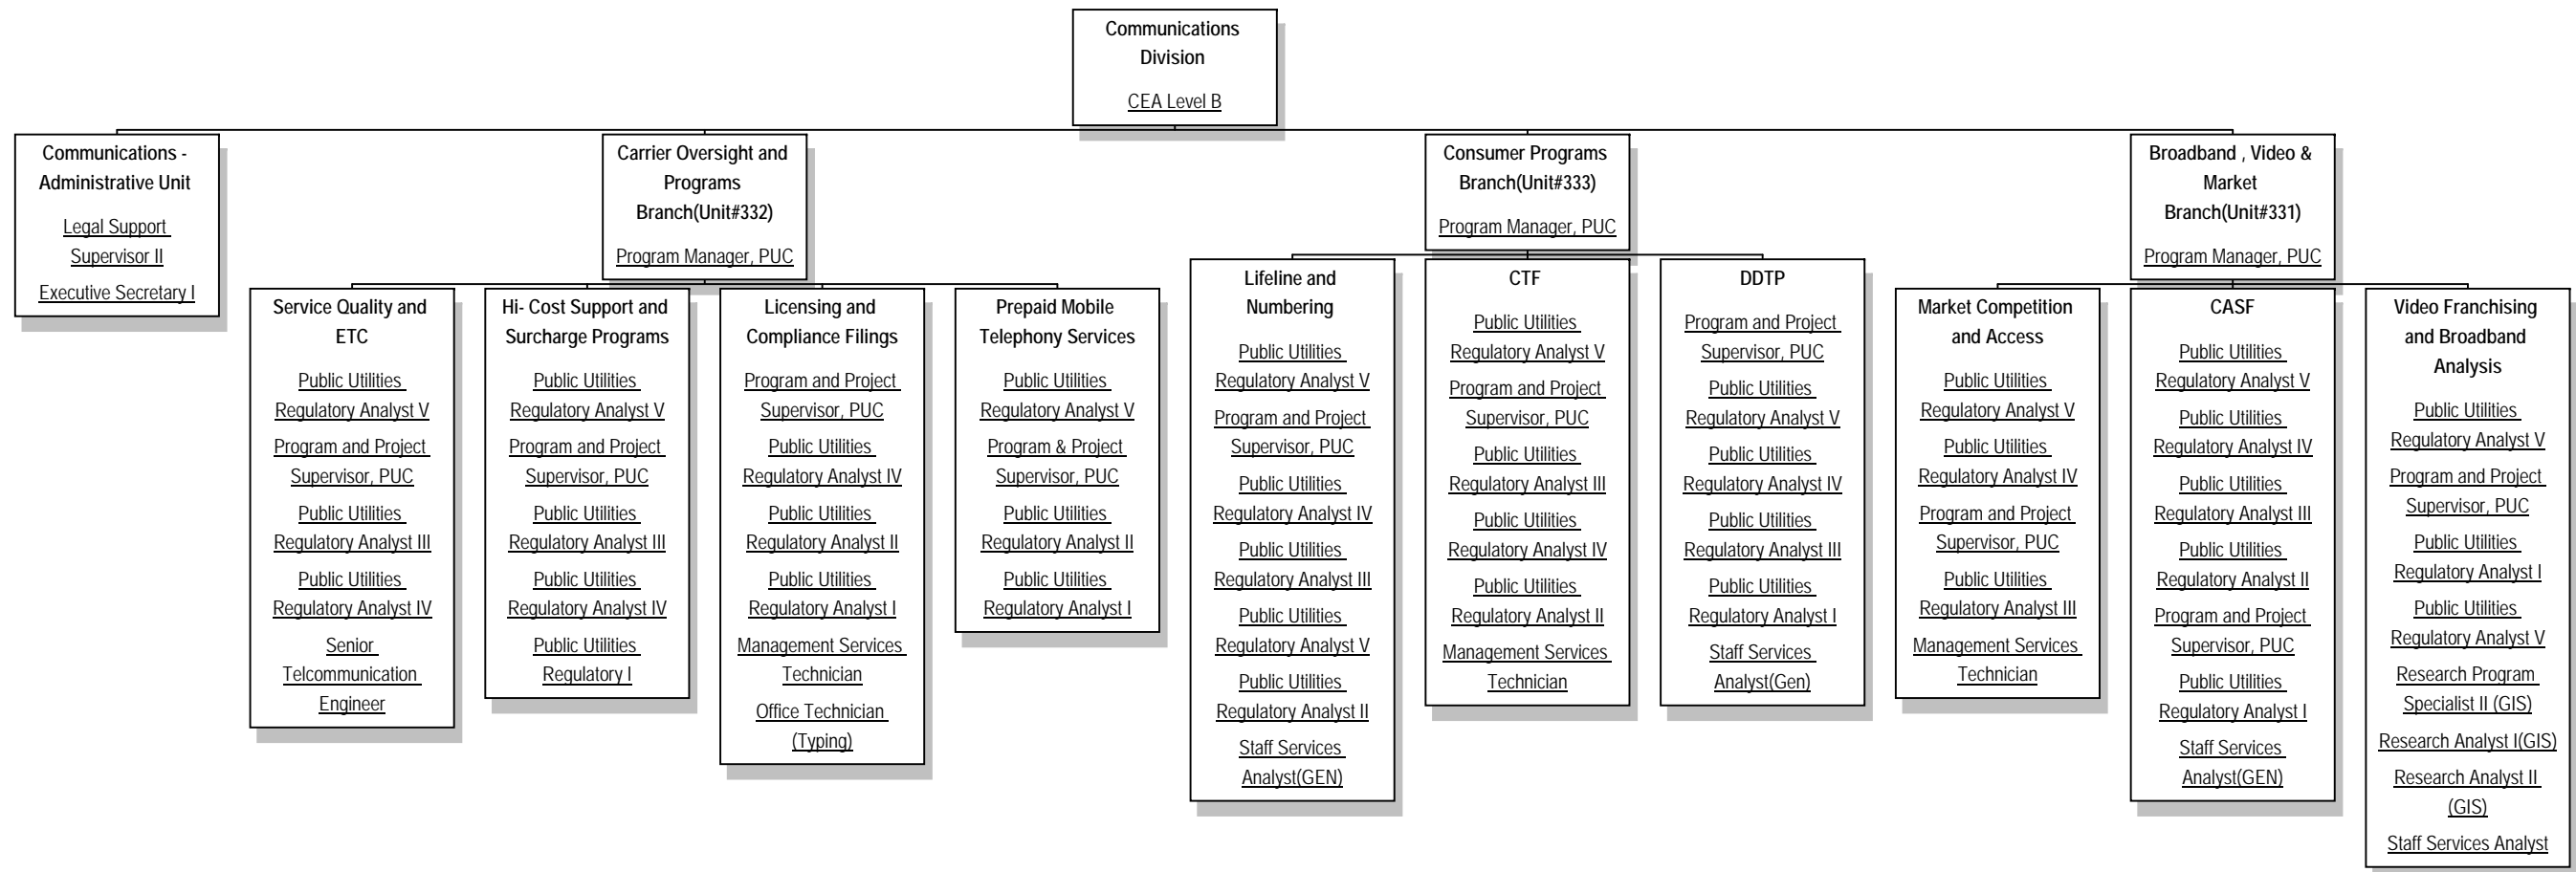 Communications
Division
CEA Level B
Communications -
Administrative Unit
Legal Support
Supervisor II
Executive Secretary I
Carrier Oversight and
Programs
Branch(Unit#332)
Program Manager, PUC
Service Quality and
ETC
Public Utilities
Regulatory Analyst V
Program and Project
Supervisor, PUC
Public Utilities
Regulatory Analyst III
Public Utilities
Regulatory Analyst IV
Senior
Telcommunication
Engineer
Hi- Cost Support and
Surcharge Programs
Public Utilities
Regulatory Analyst V
Program and Project
Supervisor, PUC
Public Utilities
Regulatory Analyst III
Public Utilities
Regulatory Analyst IV
Public Utilities
Regulatory I
Licensing and
Compliance Filings
Program and Project
Supervisor, PUC
Public Utilities
Regulatory Analyst IV
Public Utilities
Regulatory Analyst II
Public Utilities
Regulatory Analyst I
Management Services
Technician
Office Technician
(Typing)
Prepaid Mobile
Telephony Services
Public Utilities
Regulatory Analyst V
Program & Project
Supervisor, PUC
Public Utilities
Regulatory Analyst II
Public Utilities
Regulatory Analyst I
Consumer Programs
Branch(Unit#333)
Program Manager, PUC
Lifeline and
Numbering
Public Utilities
Regulatory Analyst V
Program and Project
Supervisor, PUC
Public Utilities
Regulatory Analyst IV
Public Utilities
Regulatory Analyst III
Public Utilities
Regulatory Analyst V
Public Utilities
Regulatory Analyst II
Staff Services
Analyst(GEN)
CTF
Public Utilities
Regulatory Analyst V
Program and Project
Supervisor, PUC
Public Utilities
Regulatory Analyst III
Public Utilities
Regulatory Analyst IV
Public Utilities
Regulatory Analyst II
Management Services
Technician
DDTP
Program and Project
Supervisor, PUC
Public Utilities
Regulatory Analyst V
Public Utilities
Regulatory Analyst IV
Public Utilities
Regulatory Analyst III
Public Utilities
Regulatory Analyst I
Staff Services
Analyst(Gen)
Broadband , Video &
Market
Branch(Unit#331)
Program Manager, PUC
Market Competition
and Access
Public Utilities
Regulatory Analyst V
Public Utilities
Regulatory Analyst IV
Program and Project
Supervisor, PUC
Public Utilities
Regulatory Analyst III
Management Services
Technician
CASF
Public Utilities
Regulatory Analyst V
Public Utilities
Regulatory Analyst IV
Public Utilities
Regulatory Analyst III
Public Utilities
Regulatory Analyst II
Program and Project
Supervisor, PUC
Public Utilities
Regulatory Analyst I
Staff Services
Analyst(GEN)
Video Franchising
and Broadband
Analysis
Public Utilities
Regulatory Analyst V
Program and Project
Supervisor, PUC
Public Utilities
Regulatory Analyst I
Public Utilities
Regulatory Analyst V
Research Program
Specialist II (GIS)
Research Analyst I(GIS)
Research Analyst II
(GIS)
Staff Services Analyst